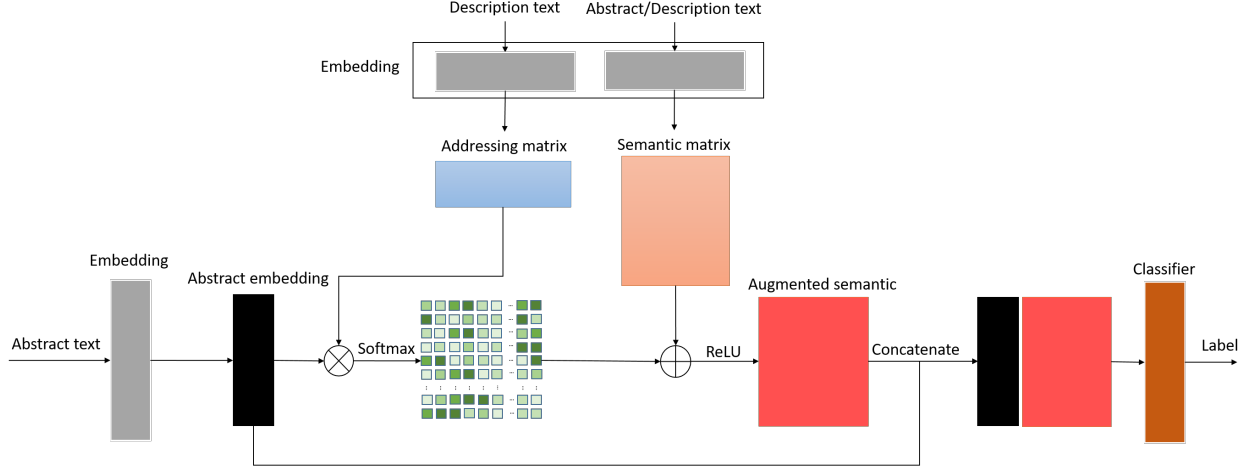 Description text
Abstract/Description text
Embedding
Addressing matrix
Semantic matrix
Embedding
Abstract embedding
Augmented semantic
Classifier
Abstract text
Softmax
ReLU
Concatenate
Label